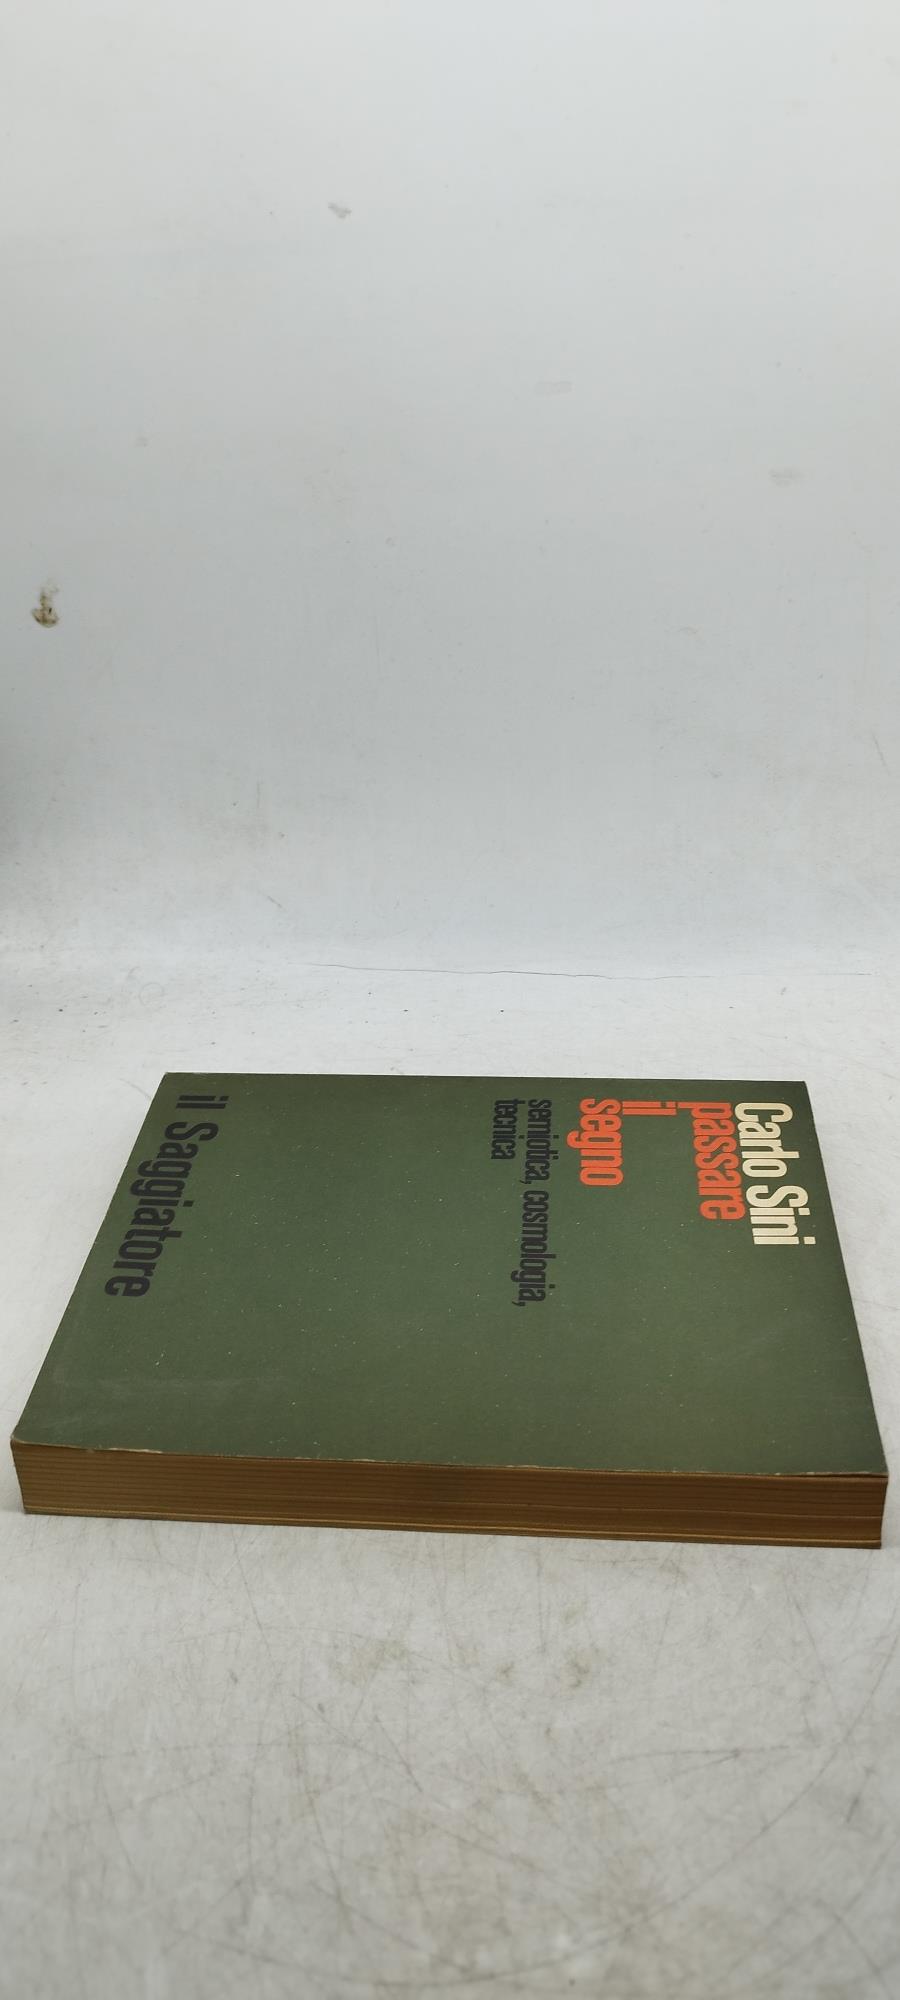 Carlo Sini
passare
il
segno
semiotica, cosmologia,
tecnica
il Saggiatore